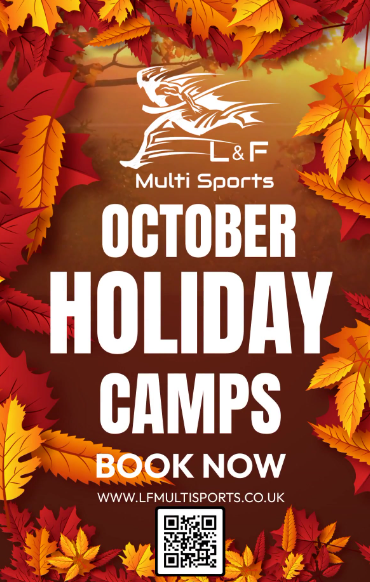 L & F
Multi Sports
OCTOBER
HOLIDAY
CAMPS
BOOK NOW
WWW.LFMULTISPORTS.CO.UK